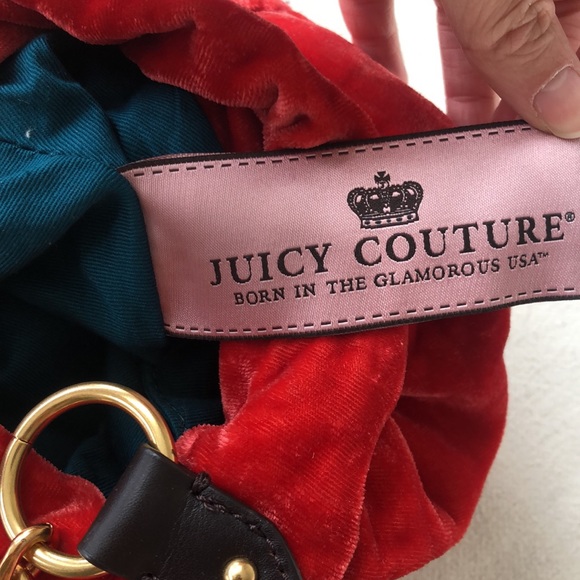 JUICY COUTURE®
BORN IN THE GLAMOROUS USA™